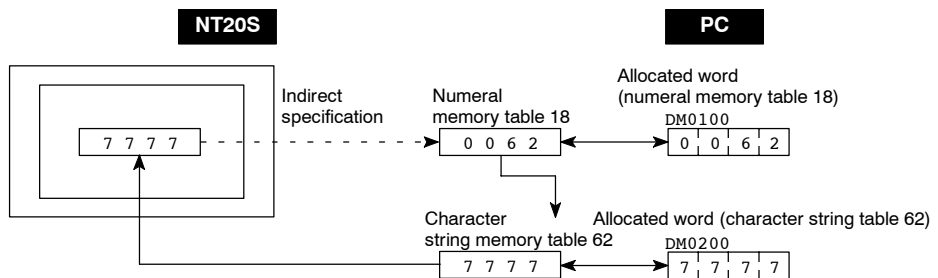 NT20S
PC
Indirect
specification
Numeral
memory table 18
Allocated word
(numeral memory table 18)
DM0100
7 7 7 7
0 0 6 2
0 0 6 2
Character
string memory table 62
Allocated word (character string table 62)
DM0200
7 7 7 7
7 7 7 7